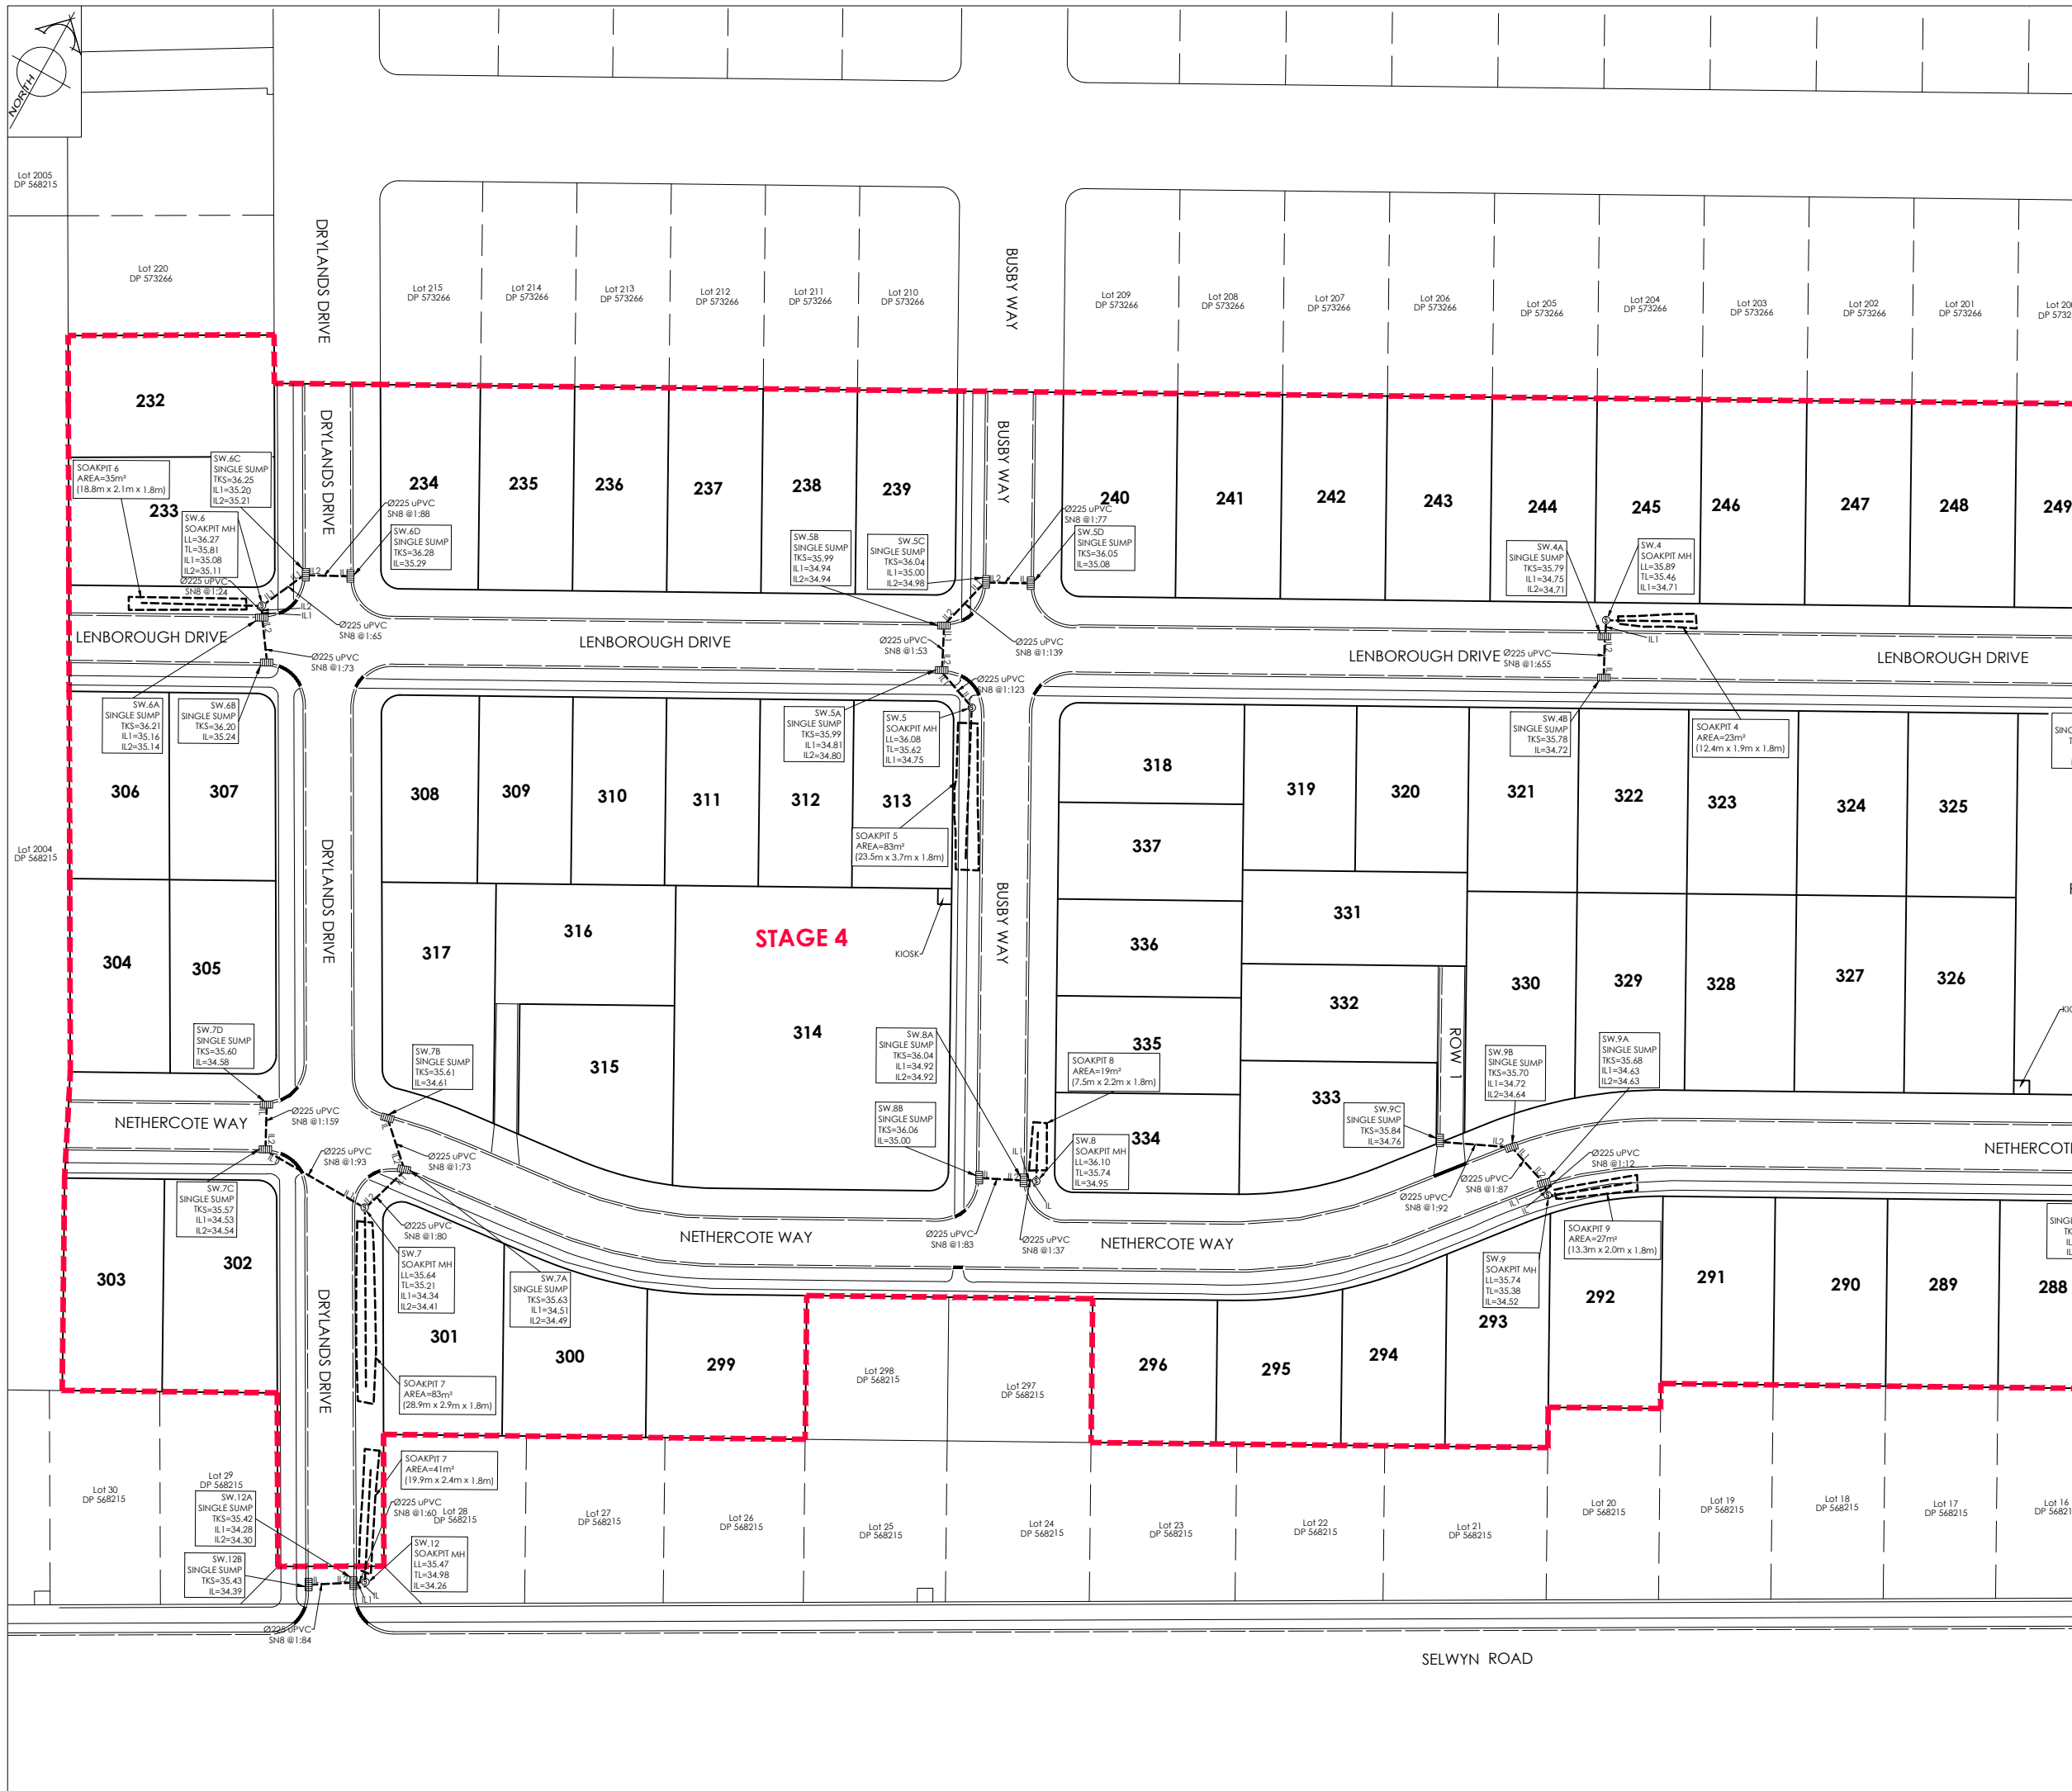 NORTH
Lot 2005
DP 568215
Lot 220
DP 573266
DRYLANDS DRIVE
Lot 215
DP 573266
Lot 214
DP 573266
Lot 213
DP 573266
Lot 212
DP 573266
Lot 211
DP 573266
Lot 210
DP 573266
BUSBY WAY
Lot 209
DP 573266
Lot 208
DP 573266
Lot 207
DP 573266
Lot 206
DP 573266
Lot 205
DP 573266
Lot 204
DP 573266
Lot 203
DP 573266
Lot 202
DP 573266
Lot 201
DP 573266
232
DRYLANDS DRIVE
BUSBY WAY
SOAKPIT 6
AREA=35m²
(18.8m x 2.1m x 1.8m)
233
SW.6C
SINGLE SUMP
TKS=36.25
IL1=35.20
IL2=35.21
SW.6
SOAKPIT MH
LL=36.27
TL=35.81
IL1=35.08
IL2=35.11
Ø225 uPVC
SN8 @1:24
Ø225 uPVC
SN8 @1:88
SW.6D
SINGLE SUMP
TKS=36.28
IL=35.29
234
235
236
237
238
239
SW.5B
SINGLE SUMP
TKS=35.99
IL1=34.94
IL2=34.94
SW.5C
SINGLE SUMP
TKS=36.04
IL1=35.00
IL2=34.98
Ø225 uPVC
SN8 @1:77
SW.5D
SINGLE SUMP
TKS=36.05
IL=35.08
240
241
242
243
244
245
246
247
248
249
SW.4A
SINGLE SUMP
TKS=35.79
IL1=34.75
IL2=34.71
SW.4
SOAKPIT MH
LL=35.89
TL=35.46
IL1=34.71
IL2
IL
IL1
IL2
IL1
IL2
Ø225 uPVC
SN8 @1:65
LENBOROUGH DRIVE
Ø225 uPVC
SN8 @1:73
LENBOROUGH DRIVE
Ø225 uPVC
SN8 @1:53
IL2
IL
IL2
IL1
IL2
Ø225 uPVC
SN8 @1:139
Ø225 uPVC
SN8 @1:123
LENBOROUGH DRIVE
Ø225 uPVC
SN8 @1:655
IL1
IL2
LENBOROUGH DRIVE
SW.6A
SINGLE SUMP
TKS=36.21
IL1=35.16
IL2=35.14
SW.6B
SINGLE SUMP
TKS=36.20
IL=35.24
306
307
308
309
310
311
312
313
SW.5A
SINGLE SUMP
TKS=35.99
IL1=34.81
IL2=34.80
SW.5
SOAKPIT MH
LL=36.08
TL=35.62
IL1=34.75
SOAKPIT 5
AREA=83m²
(23.5m x 3.7m x 1.8m)
318
337
319
320
321
322
323
324
325
SW.4B
SINGLE SUMP
TKS=35.78
IL=34.72
SOAKPIT 4
AREA=23m²
(12.4m x 1.9m x 1.8m)
Lot 2004
DP 568215
DRYLANDS DRIVE
BUSBY WAY
304
305
317
316
STAGE 4
KIOSK
336
331
332
330
329
328
327
326
ROW 1
SW.7D
SINGLE SUMP
TKS=35.60
IL=34.58
SW.7B
SINGLE SUMP
TKS=35.61
IL=34.61
315
314
SW.8A
SINGLE SUMP
TKS=36.04
IL1=34.92
IL2=34.92
SW.8B
SINGLE SUMP
TKS=36.06
IL=35.00
335
SOAKPIT 8
AREA=19m²
(7.5m x 2.2m x 1.8m)
334
333
SW.8
SOAKPIT MH
LL=36.10
TL=35.74
IL=34.95
SW.9C
SINGLE SUMP
TKS=35.84
IL=34.76
SW.9B
SINGLE SUMP
TKS=35.70
IL1=34.72
IL2=34.64
SW.9A
SINGLE SUMP
TKS=35.68
IL1=34.63
IL2=34.63
NETHERCOTE WAY
Ø225 uPVC
SN8 @1:159
Ø225 uPVC
SN8 @1:93
Ø225 uPVC
SN8 @1:73
Ø225 uPVC
SN8 @1:80
NETHERCOTE WAY
Ø225 uPVC
SN8 @1:83
IL
IL2
IL1
IL
Ø225 uPVC
SN8 @1:37
NETHERCOTE WAY
Ø225 uPVC
SN8 @1:92
Ø225 uPVC
SN8 @1:87
Ø225 uPVC
SN8 @1:12
IL2
IL1
IL2
IL1
IL
SW.7C
SINGLE SUMP
TKS=35.57
IL1=34.53
IL2=34.54
303
302
SW.7
SOAKPIT MH
LL=35.64
TL=35.21
IL1=34.34
IL2=34.41
SW.7A
SINGLE SUMP
TKS=35.63
IL1=34.51
IL2=34.49
301
300
299
Lot 298
DP 568215
Lot 297
DP 568215
296
295
294
293
SW.9
SOAKPIT MH
LL=35.74
TL=35.38
IL=34.52
SOAKPIT 9
AREA=27m²
(13.3m x 2.0m x 1.8m)
292
291
290
289
288
DRYLANDS DRIVE
SOAKPIT 7
AREA=83m²
(28.9m x 2.9m x 1.8m)
SOAKPIT 7
AREA=41m²
(19.9m x 2.4m x 1.8m)
Ø225 uPVC
SN8 @1:60
Lot 30
DP 568215
Lot 29
DP 568215
SW.12A
SINGLE SUMP
TKS=35.42
IL1=34.28
IL2=34.30
SW.12B
SINGLE SUMP
TKS=35.43
IL=34.39
SW.12
SOAKPIT MH
LL=35.47
TL=34.98
IL=34.26
Lot 28
DP 568215
Lot 27
DP 568215
Lot 26
DP 568215
Lot 25
DP 568215
Lot 24
DP 568215
Lot 23
DP 568215
Lot 22
DP 568215
Lot 21
DP 568215
Lot 20
DP 568215
Lot 19
DP 568215
Lot 18
DP 568215
Lot 17
DP 568215
Lot 16
IL
IL2
IL1
IL
Ø225 uPVC
SN8 @1:84
SELWYN ROAD